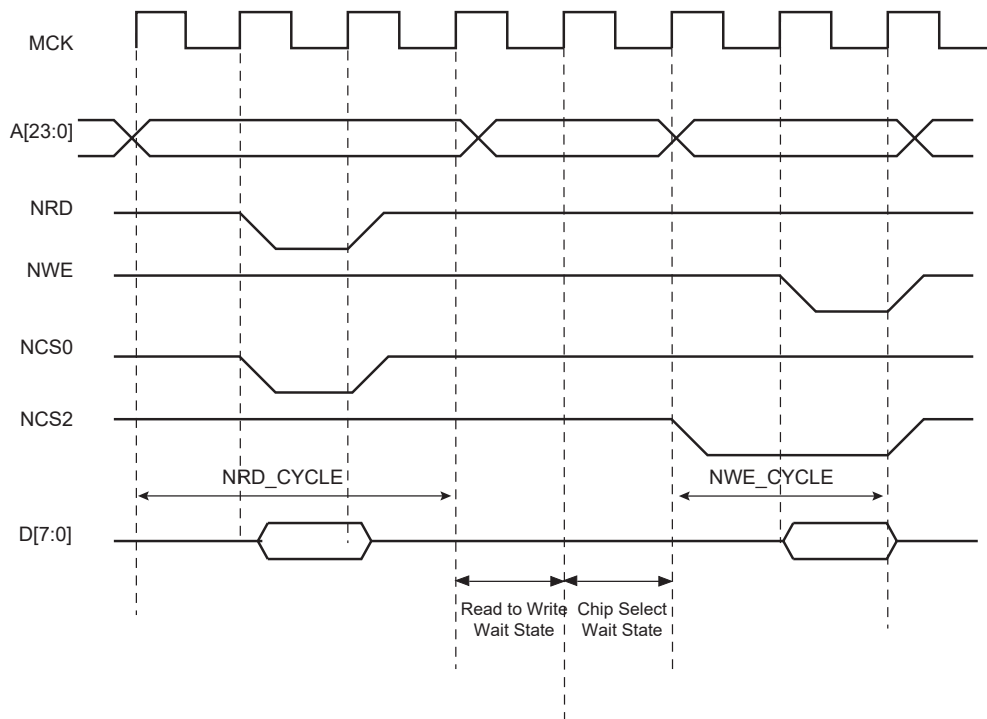 MCK
A[23:0]
NRD
NWE
NCS0
NCS2
NRD_CYCLE
NWE_CYCLE
D[7:0]
Read to Write
Wait State
Chip Select
Wait State